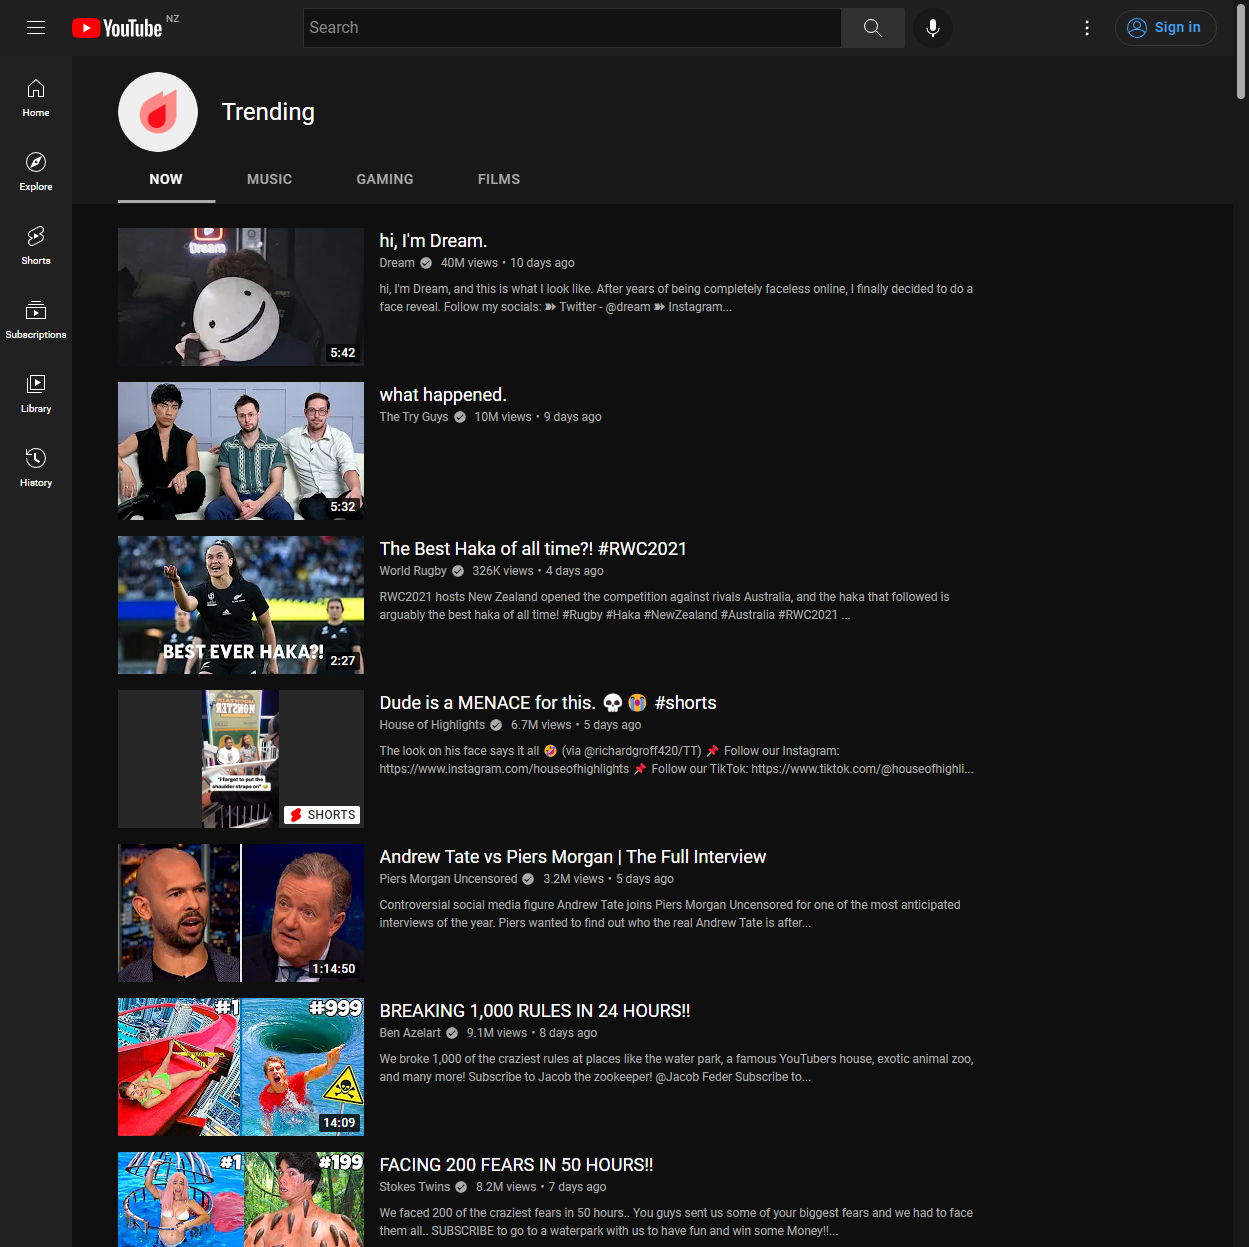 YouTube NZ
Search
Sign in
Home
Explore
Shorts
Subscriptions
Library
History
Trending
NOW MUSIC GAMING FILMS
Dream
5:42
hi, I'm Dream.
Dream 40M views • 10 days ago
hi, I'm Dream, and this is what I look like. After years of being completely faceless online, I finally decided to do a
face reveal. Follow my socials: ➽ Twitter - @dream ➽ Instagram...
5:32
what happened.
The Try Guys 10M views • 9 days ago
BEST EVER HAKA?!
2:27
The Best Haka of all time?! #RWC2021
World Rugby 326K views • 4 days ago
RWC2021 hosts New Zealand opened the competition against rivals Australia, and the haka that followed is
arguably the best haka of all time! #Rugby #Haka #NewZealand #Australia #RWC2021 ...
MONSTER
"I forgot to put the
shoulder straps on" 😂
SHORTS
Dude is a MENACE for this. 💀 😭 #shorts
House of Highlights 6.7M views • 5 days ago
The look on his face says it all 🤣 (via @richardgroff420/TT) 📌 Follow our Instagram:
https://www.instagram.com/houseofhighlights 📌 Follow our TikTok: https://www.tiktok.com/@houseofhighli...
1:14:50
Andrew Tate vs Piers Morgan | The Full Interview
Piers Morgan Uncensored 3.2M views • 5 days ago
Controversial social media figure Andrew Tate joins Piers Morgan Uncensored for one of the most anticipated
interviews of the year. Piers wanted to find out who the real Andrew Tate is after...
#1 #999
14:09
BREAKING 1,000 RULES IN 24 HOURS!!
Ben Azelart 9.1M views • 8 days ago
We broke 1,000 of the craziest rules at places like the water park, a famous YouTubers house, exotic animal zoo,
and many more! Subscribe to Jacob the zookeeper! @Jacob Feder Subscribe to...
#1 #199
FACING 200 FEARS IN 50 HOURS!!
Stokes Twins 8.2M views • 7 days ago
We faced 200 of the craziest fears in 50 hours.. You guys sent us some of your biggest fears and we had to face
them all.. SUBSCRIBE to go to a waterpark with us to have fun and win some Money!!...